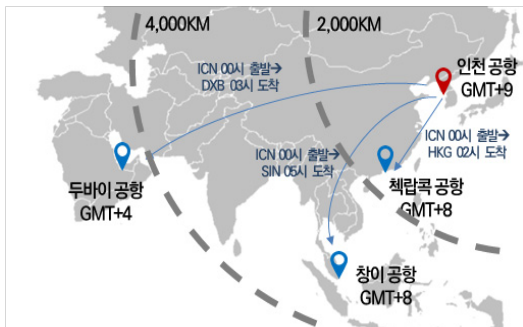 4,000KM
2,000KM
인천 공항
GMT+9
ICN 00시 출발→
DXB 03시 도착
ICN 00시 출발→
HKG 02시 도착
ICN 00시 출발→
SIN 05시 도착
두바이 공항
GMT+4
첵랍콕 공항
GMT+8
창이 공항
GMT+8